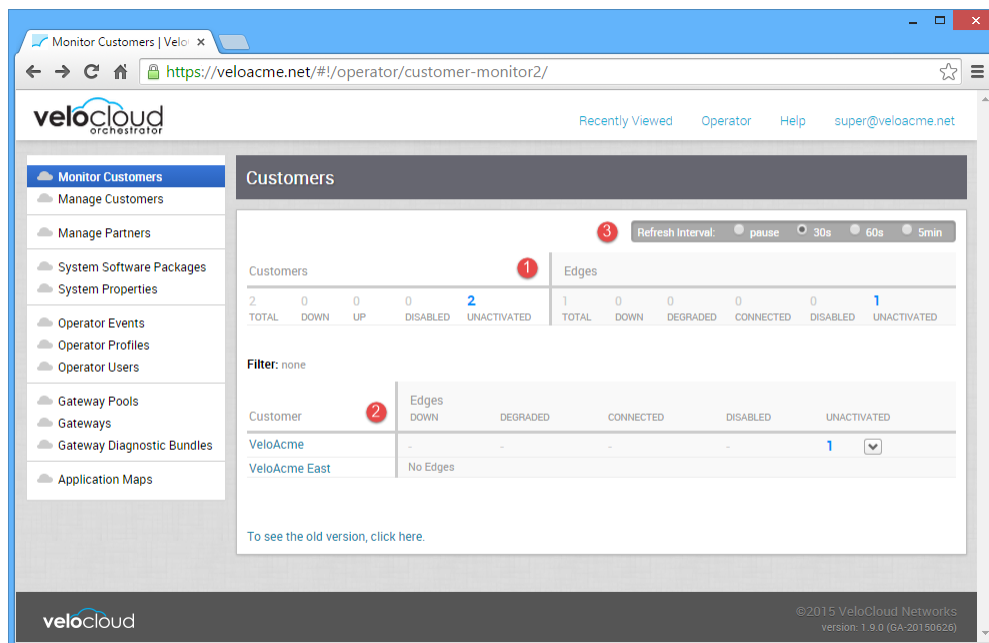 Monitor Customers | Velo
https://veloacme.net/#!/operator/customer-monitor2/
velocloud
orchestrator
Recently Viewed Operator Help super@veloacme.net
Monitor Customers
Manage Customers
Manage Partners
System Software Packages
System Properties
Operator Events
Operator Profiles
Operator Users
Gateway Pools
Gateways
Gateway Diagnostic Bundles
Application Maps
Customers
3 Refresh Interval: pause 30s 60s 5min
Customers 1 Edges
2 0 0 0 2 1 0 0 0 0 1
TOTAL DOWN UP DISABLED UNACTIVATED TOTAL DOWN DEGRADED CONNECTED DISABLED UNACTIVATED
Filter: none
Customer 2 Edges
DOWN DEGRADED CONNECTED DISABLED UNACTIVATED
VeloAcme - - - - 1
VeloAcme East No Edges
To see the old version, click here.
velocloud
©2015 VeloCloud Networks
version: 1.9.0 (GA-20150626)